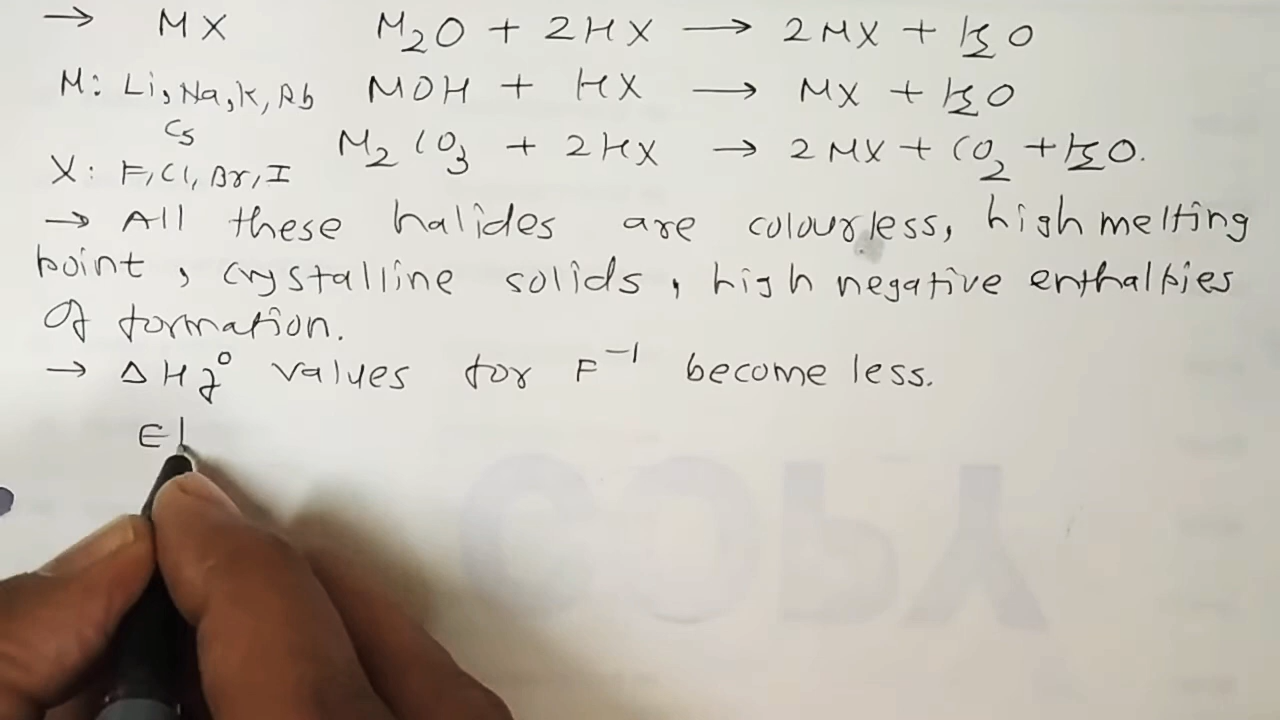 → MX M₂O + 2HX → 2MX + H₂O
M: Li, Na, K, Rb MOH + HX → MX + H₂O
Cs
M₂CO₃ + 2HX → 2MX + CO₂ + H₂O.
X: F, Cl, Br, I
→ All these halides are colourless, high melting
point, crystalline solids, high negative enthalpies
of formation.
→ ΔHf° values for F⁻¹ become less.
El